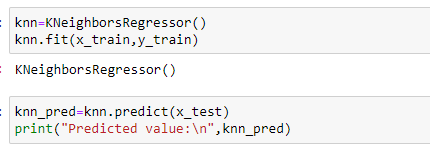 knn=KNeighborsRegressor()
knn.fit(x_train,y_train)
KNeighborsRegressor()
knn_pred=knn.predict(x_test)
print("Predicted value:\n",knn_pred)